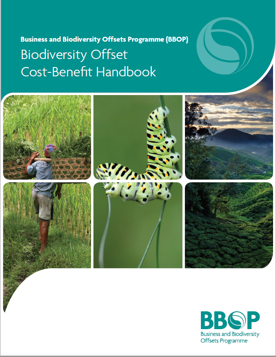 Business and Biodiversity Offsets Programme (BBOP)
Biodiversity Offset
Cost-Benefit Handbook
BBOP
Business and Biodiversity
Offsets Programme